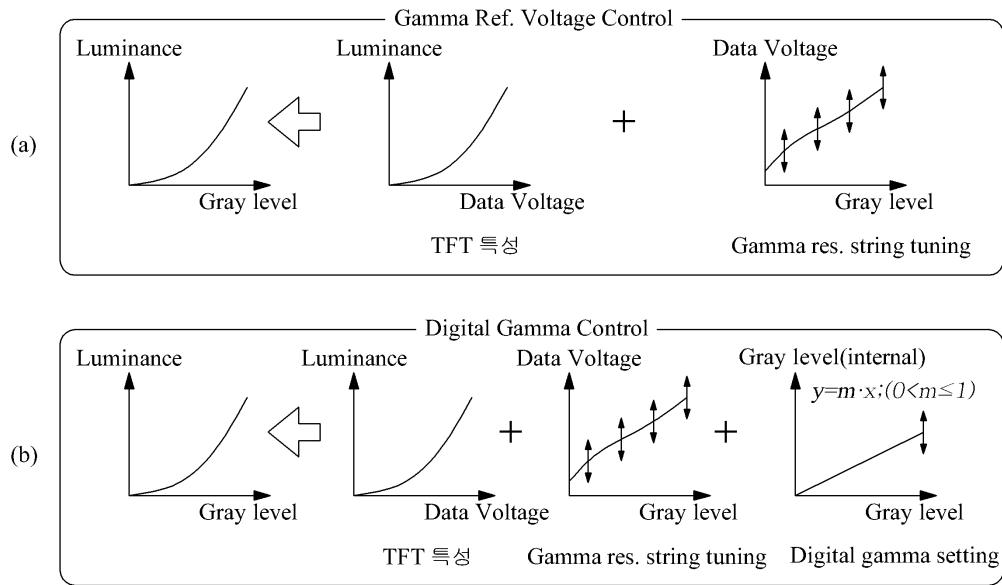 Gamma Ref. Voltage Control
(a)
Luminance
Gray level
Luminance
Data Voltage
TFT 특성
+
Data Voltage
Gray level
Gamma res. string tuning
Digital Gamma Control
(b)
Luminance
Gray level
Luminance
Data Voltage
TFT 특성
+
Data Voltage
Gray level
Gamma res. string tuning
+
Gray level(internal)
y=m·x;(0<m≤1)
Gray level
Digital gamma setting